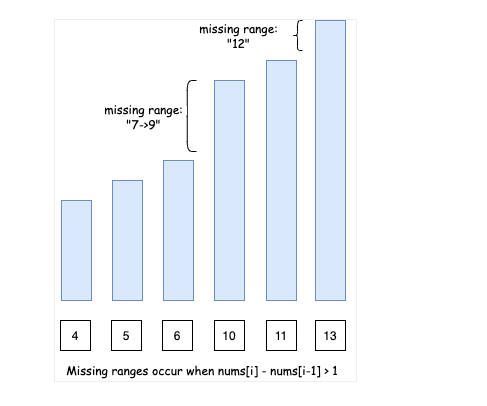 missing range:
"12"
missing range:
"7->9"
4 5 6 10 11 13
Missing ranges occur when nums[i] - nums[i-1] > 1